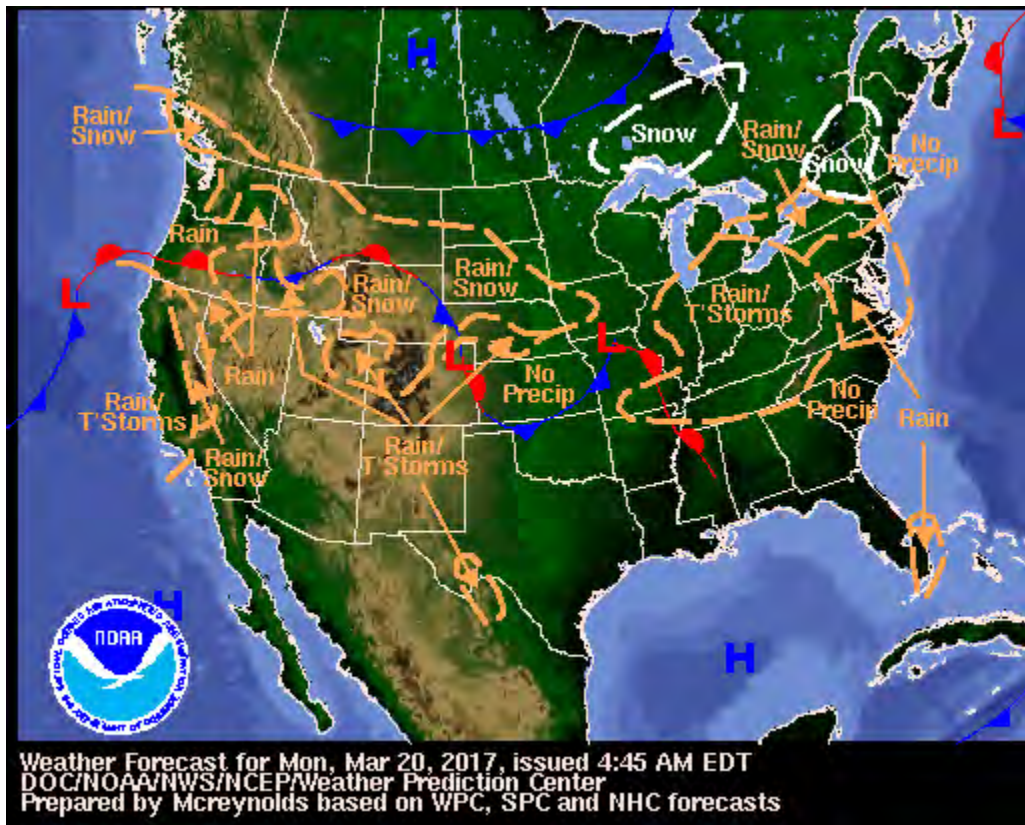 H
Rain/
Snow
Snow
Rain/
Snow
Snow
No
Precip
L
Rain
L
Rain/
Snow
Rain/
Snow
Rain/
T'Storms
L
L
No
Precip
Rain
Rain/
T'Storms
Rain/
Snow
Rain/
T'Storms
No
Precip
Rain
H
H
NOAA
Weather Forecast for Mon, Mar 20, 2017, issued 4:45 AM EDT
DOC/NOAA/NWS/NCEP/Weather Prediction Center
Prepared by Mcreynolds based on WPC, SPC and NHC forecasts